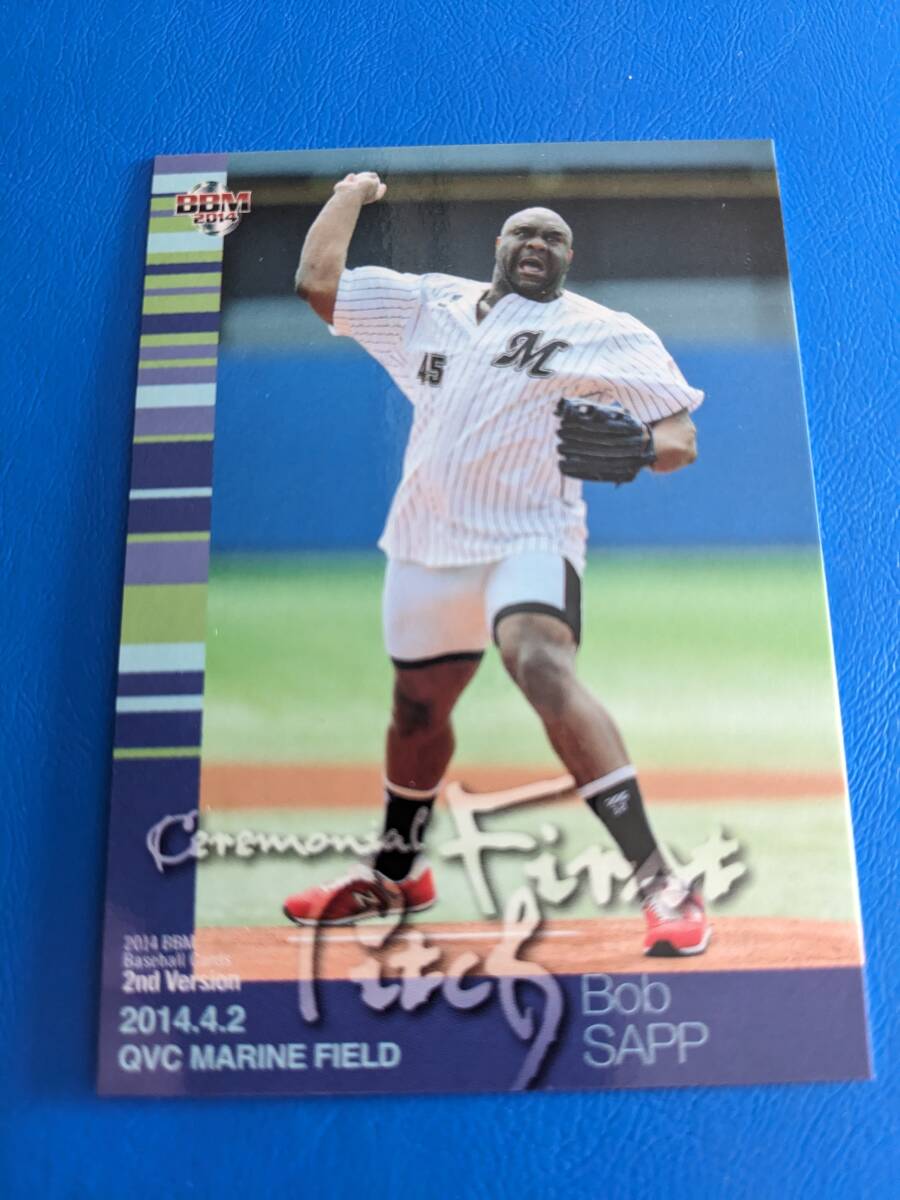 BBM
2014
M
45
Ceremonial First
Pitch
2014 BBM
Baseball Cards
2nd Version
2014.4.2
QVC MARINE FIELD
Bob
SAPP